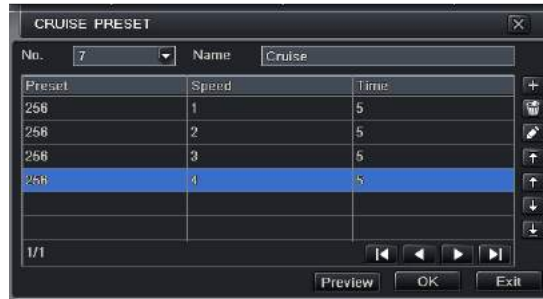 CRUISE PRESET
No. 7 Name Cruise
Preset Speed Time
256 1 5
256 2 5
256 3 5
256 4 5
1/1
Preview OK Exit